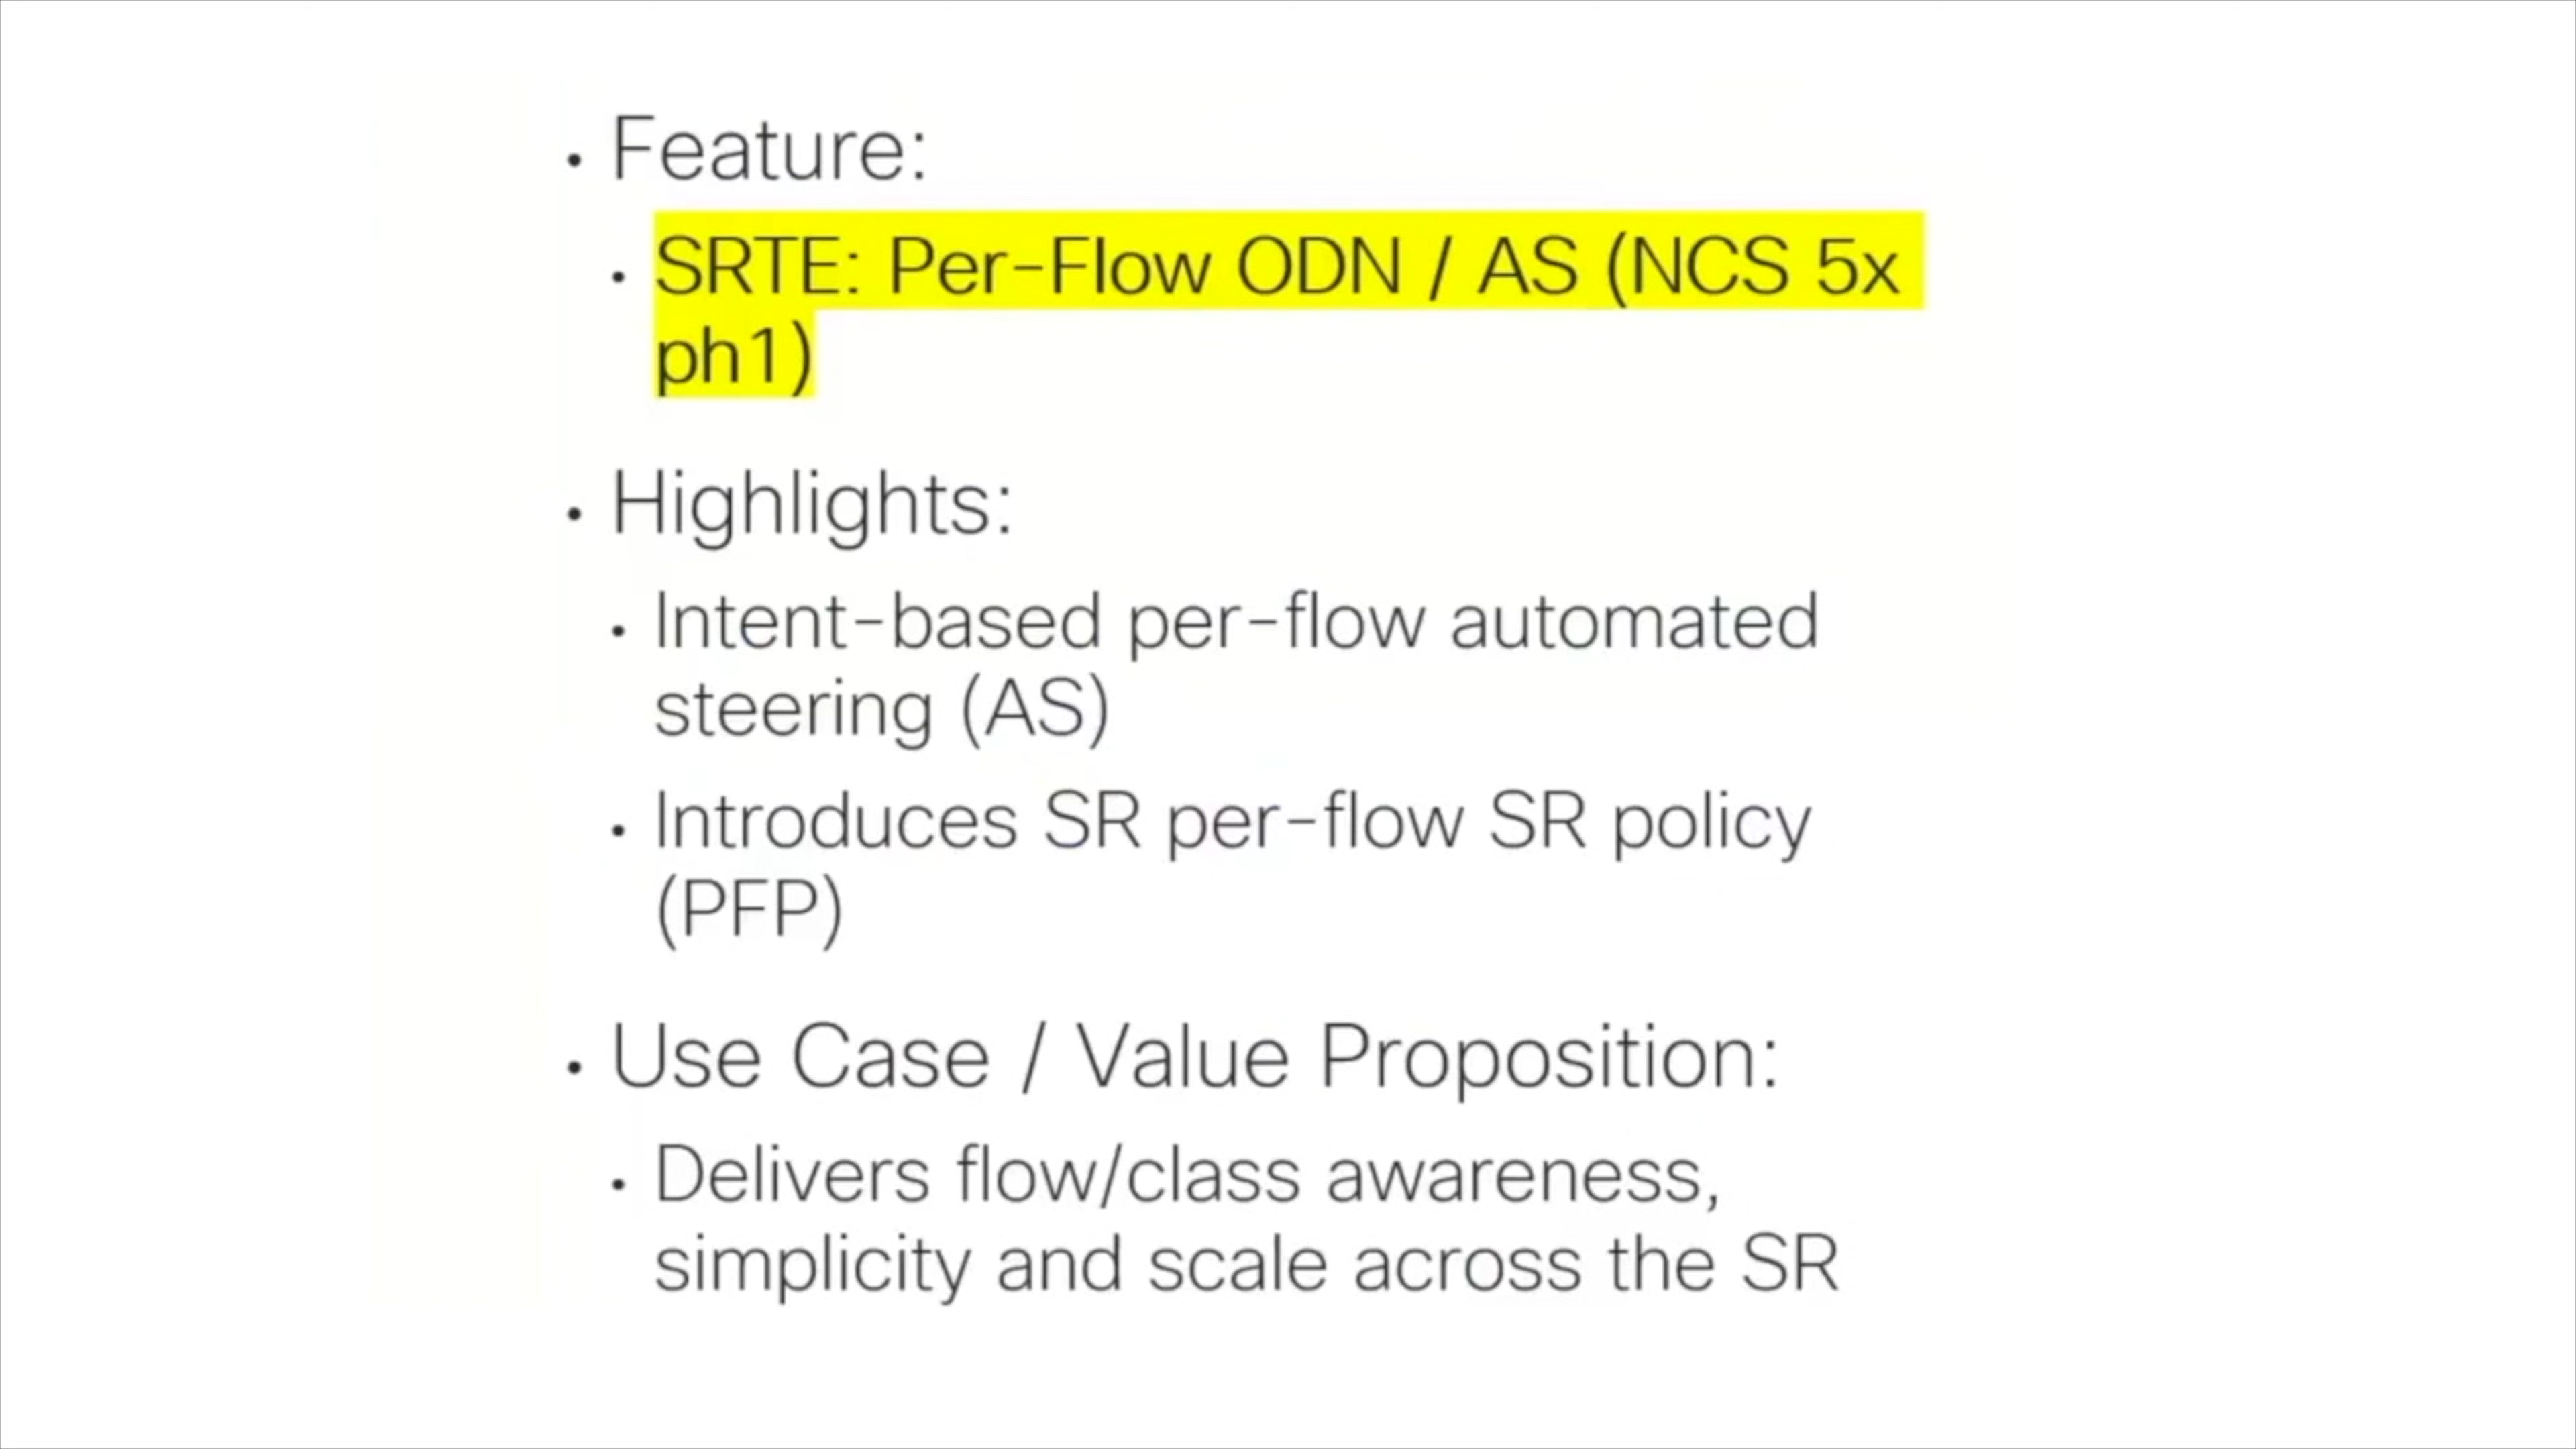 • Feature:
• SRTE: Per-Flow ODN / AS (NCS 5x
ph1)
• Highlights:
• Intent-based per-flow automated
steering (AS)
• Introduces SR per-flow SR policy
(PFP)
• Use Case / Value Proposition:
• Delivers flow/class awareness,
simplicity and scale across the SR